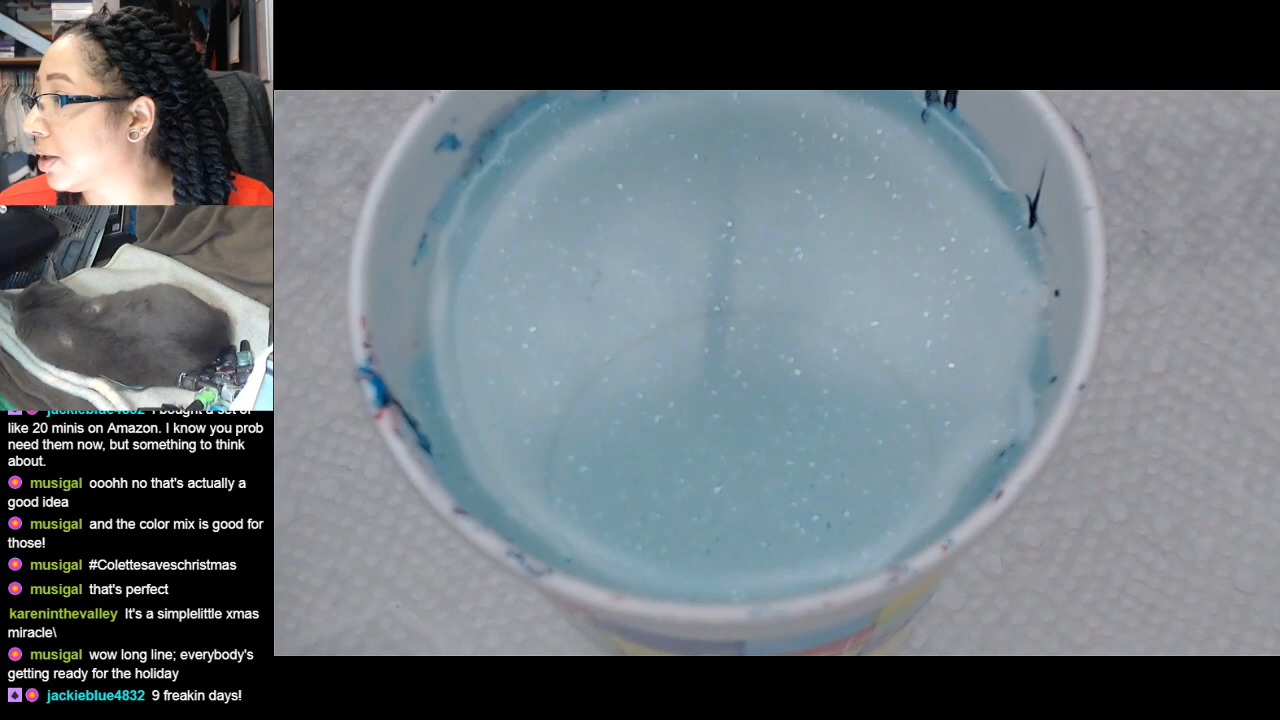 jackieblue4832 I bought a set of
like 20 minis on Amazon. I know you prob
need them now, but something to think
about.
musigal ooohh no that's actually a
good idea
musigal and the color mix is good for
those!
musigal #Colettesaveschristmas
musigal that's perfect
kareninthevalley It's a simplelittle xmas
miracle\
musigal wow long line; everybody's
getting ready for the holiday
jackieblue4832 9 freakin days!